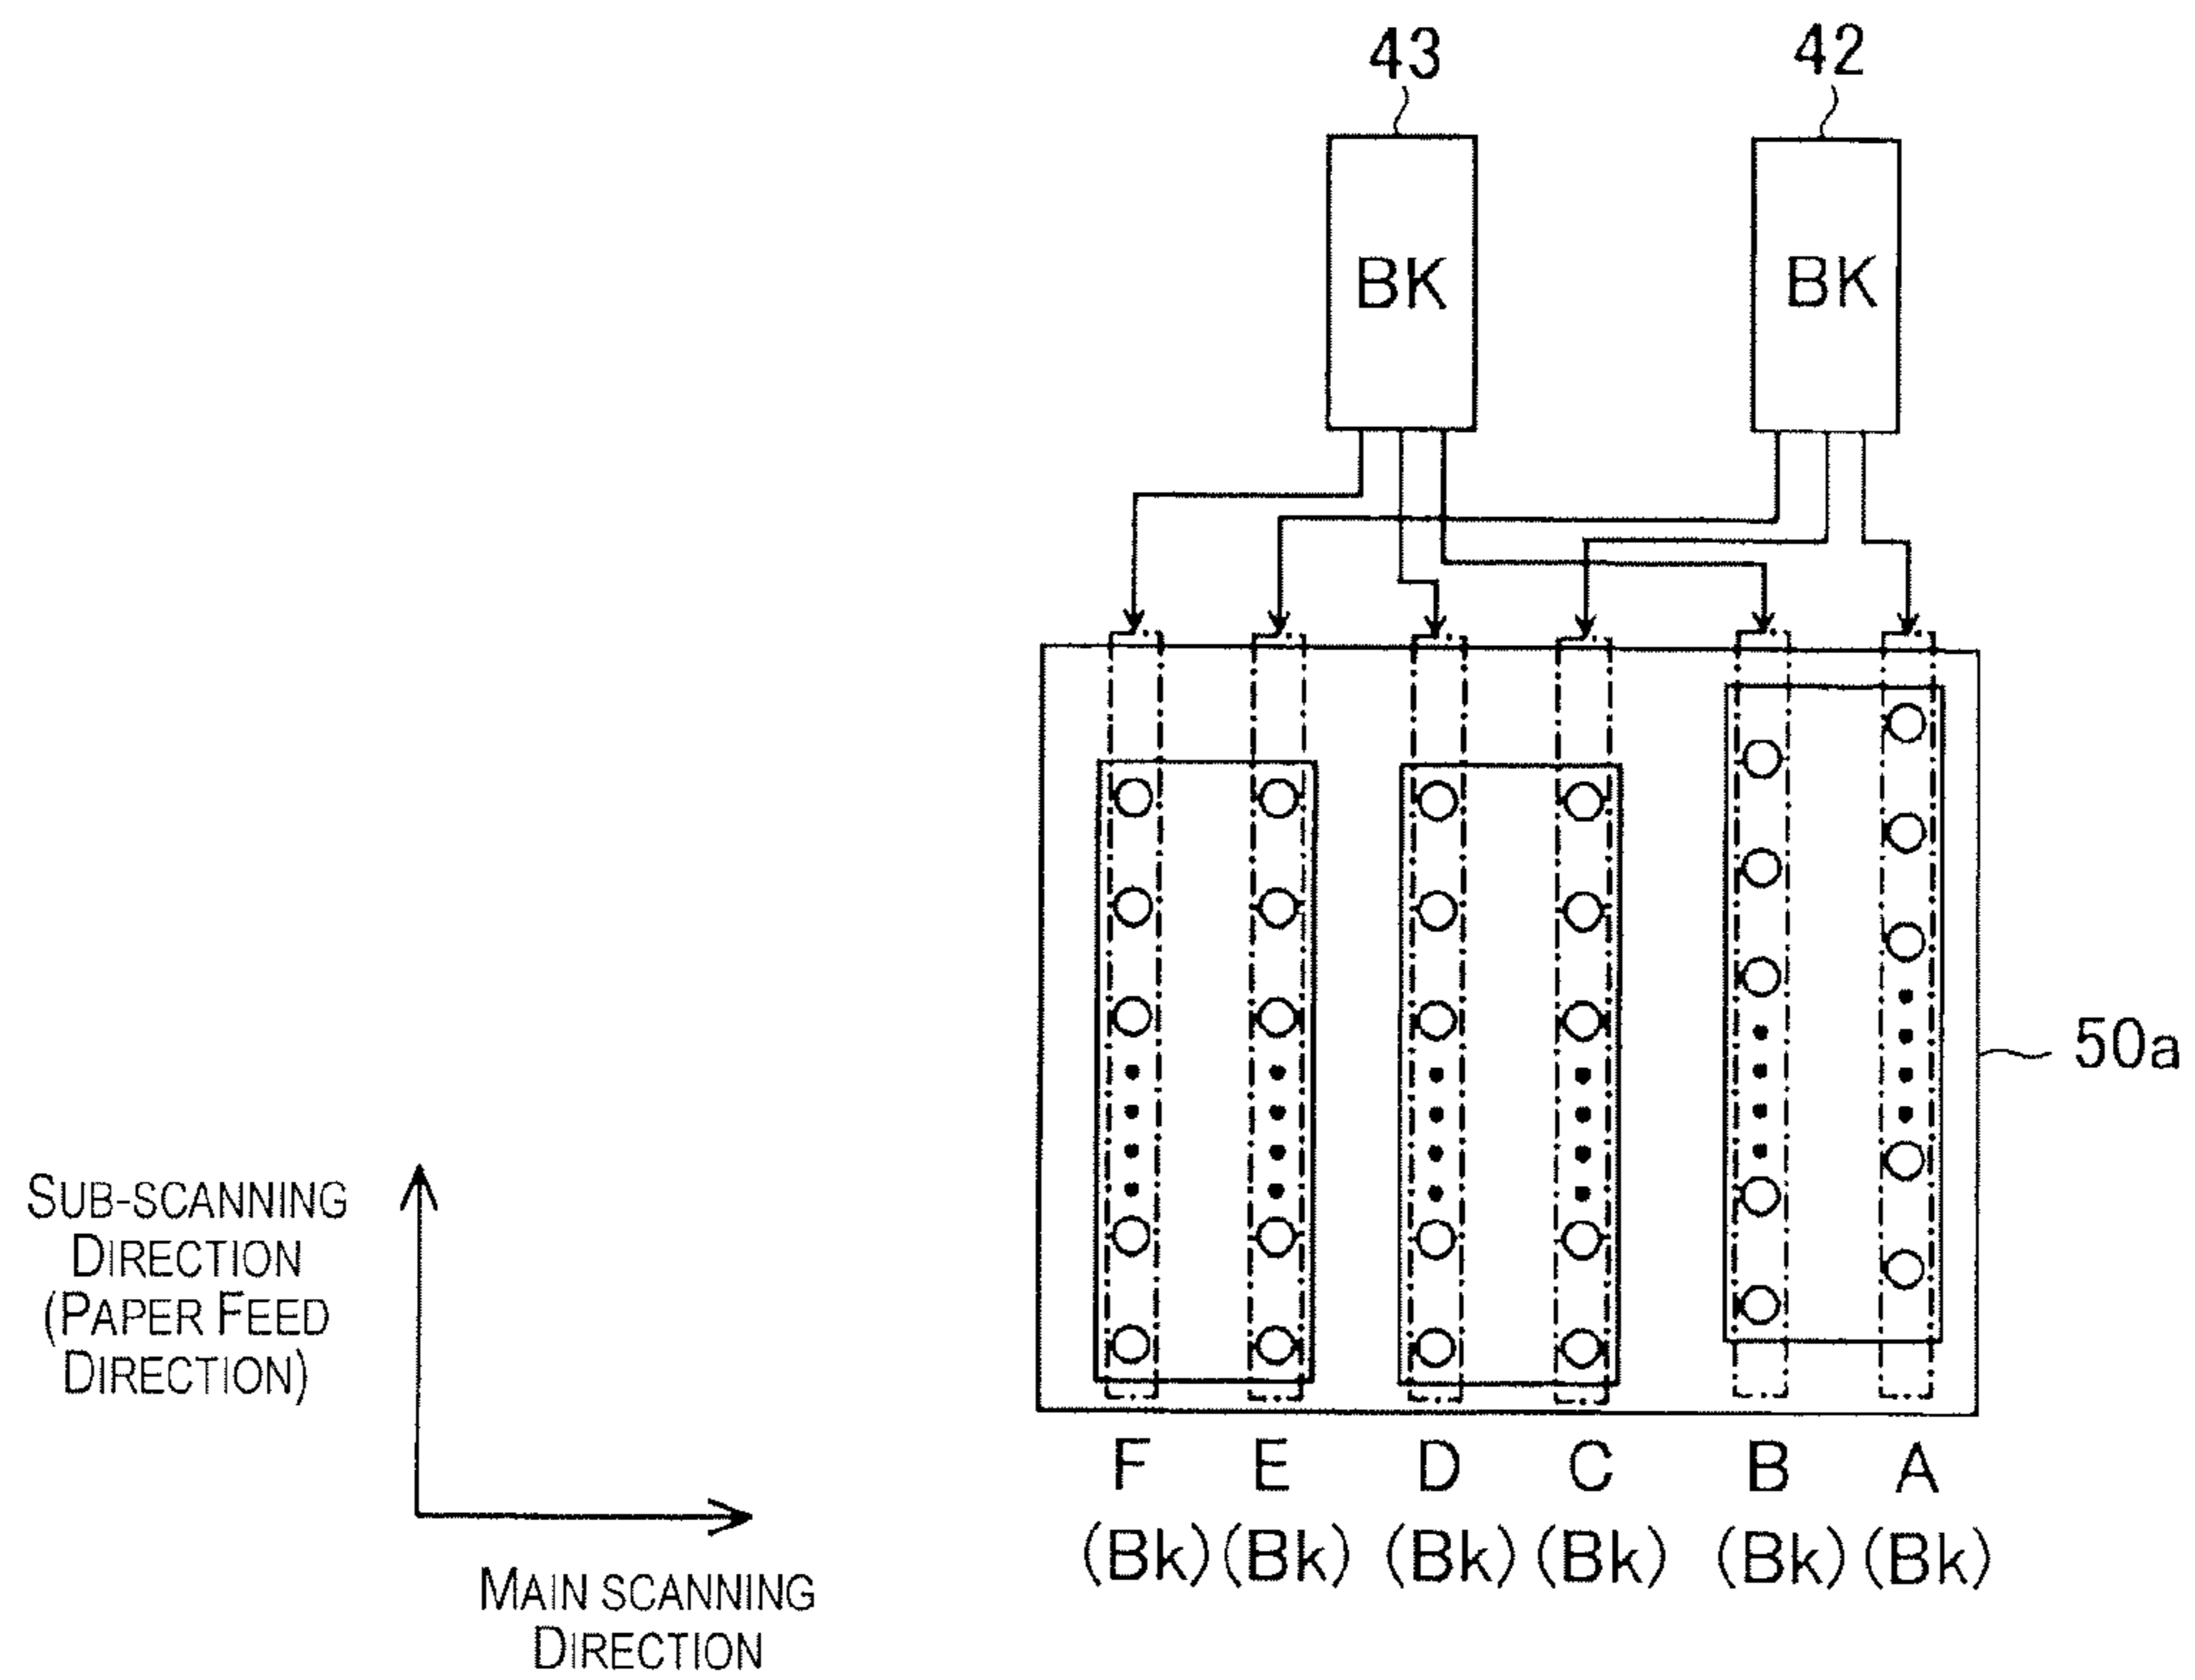 43 42
BK BK
50a
SUB-SCANNING
DIRECTION
(PAPER FEED
DIRECTION)
MAIN SCANNING
DIRECTION
F E D C B A
(Bk) (Bk) (Bk) (Bk) (Bk) (Bk)